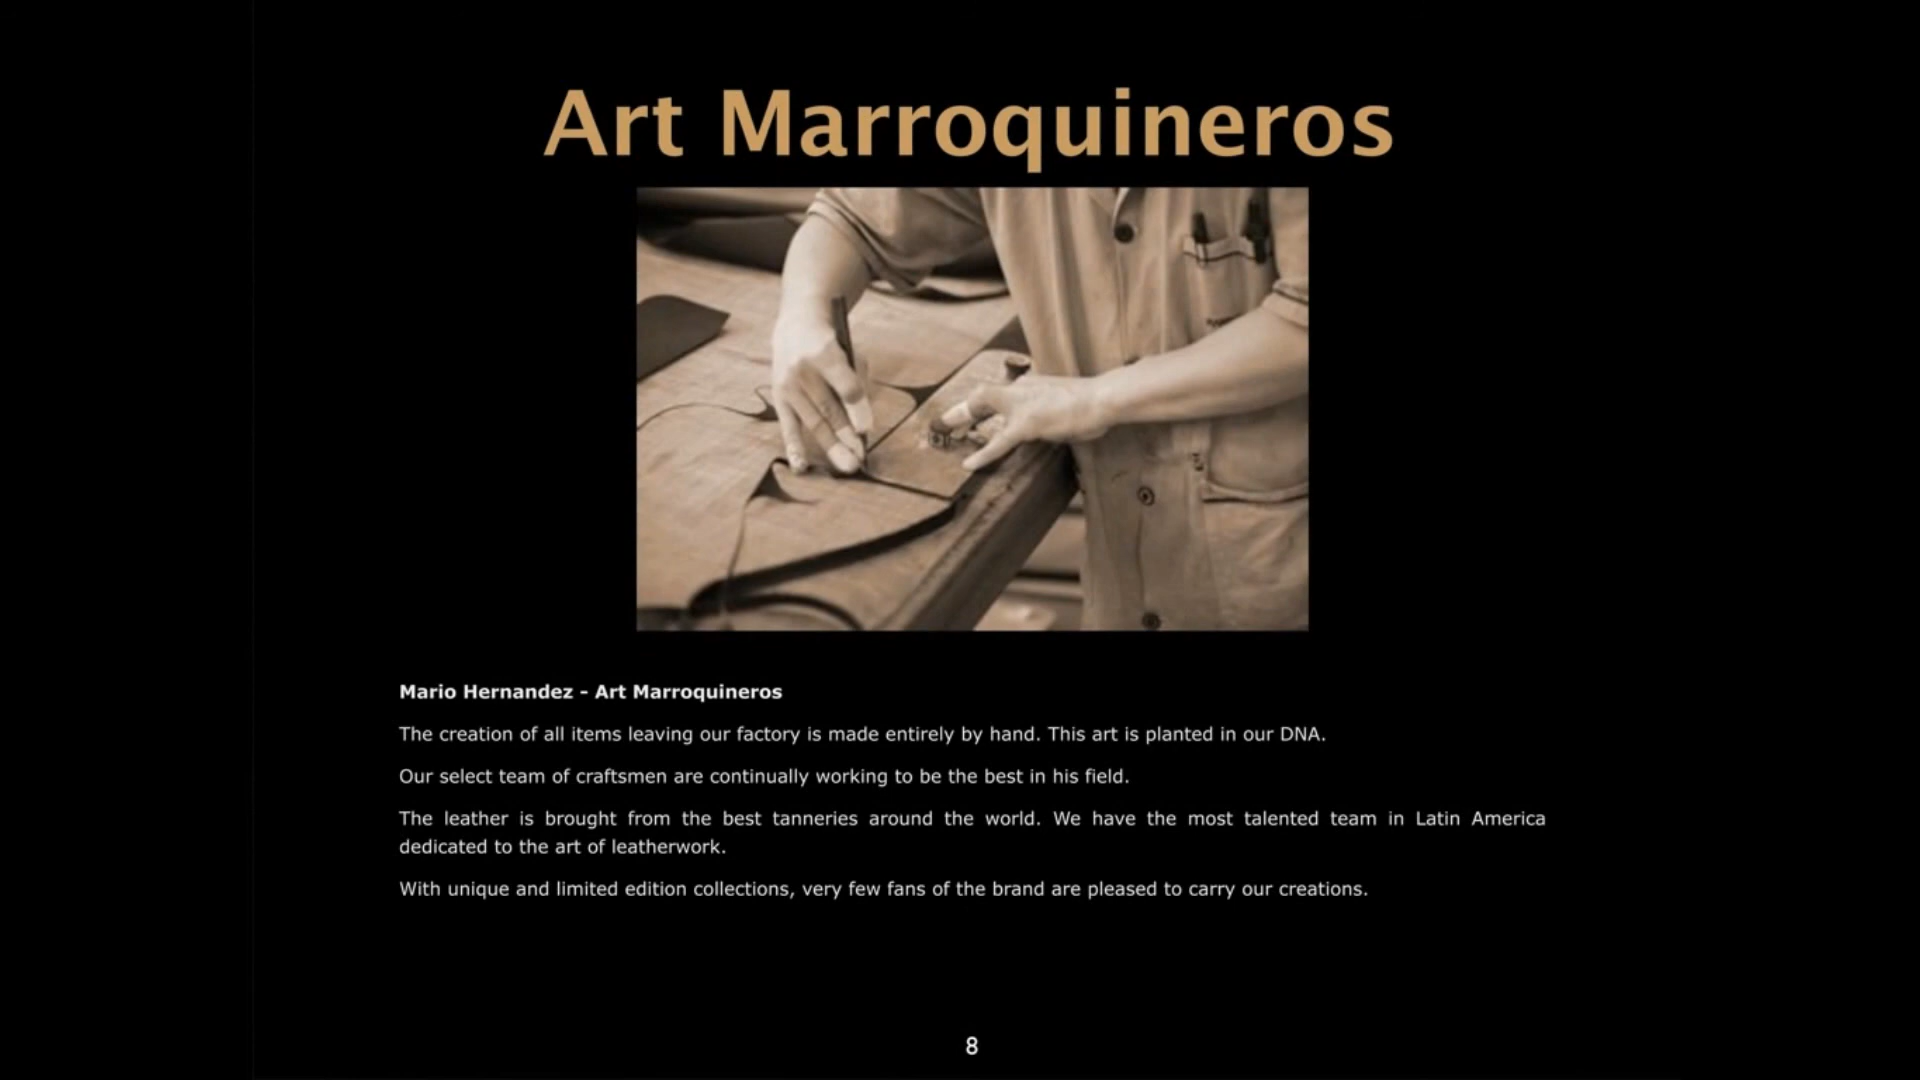 Art Marroquineros
Mario Hernandez - Art Marroquineros
The creation of all items leaving our factory is made entirely by hand. This art is planted in our DNA.
Our select team of craftsmen are continually working to be the best in his field.
The leather is brought from the best tanneries around the world. We have the most talented team in Latin America
dedicated to the art of leatherwork.
With unique and limited edition collections, very few fans of the brand are pleased to carry our creations.
8